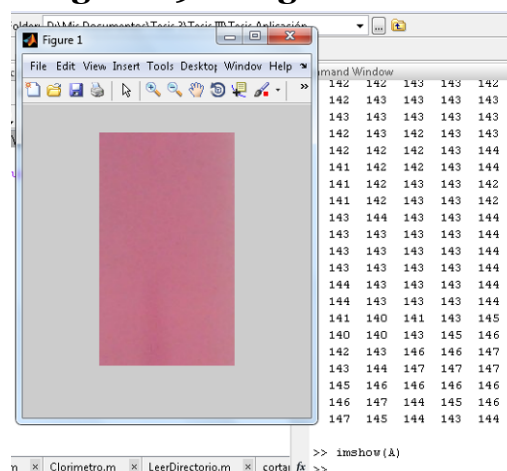 D:\Mis Documentos\Tesis 2\Tesis III\Tesis Aplicación
Figure 1
File Edit View Insert Tools Desktop Window Help
mmand Window
142 142 143 143 142
142 143 143 143 143
143 143 143 143 143
142 143 142 143 143
142 142 142 143 144
141 142 142 143 144
141 142 143 143 142
141 142 143 143 142
143 144 143 143 144
143 143 143 143 144
143 143 143 143 144
143 143 143 143 144
144 143 143 143 144
144 143 143 143 144
141 140 141 143 145
140 140 143 145 146
142 143 146 146 147
143 144 147 147 147
145 146 146 146 146
146 147 144 145 146
147 145 144 143 144
>> imshow(A)
fx >>
m × Clorimetro.m × LeerDirectorio.m × cortar